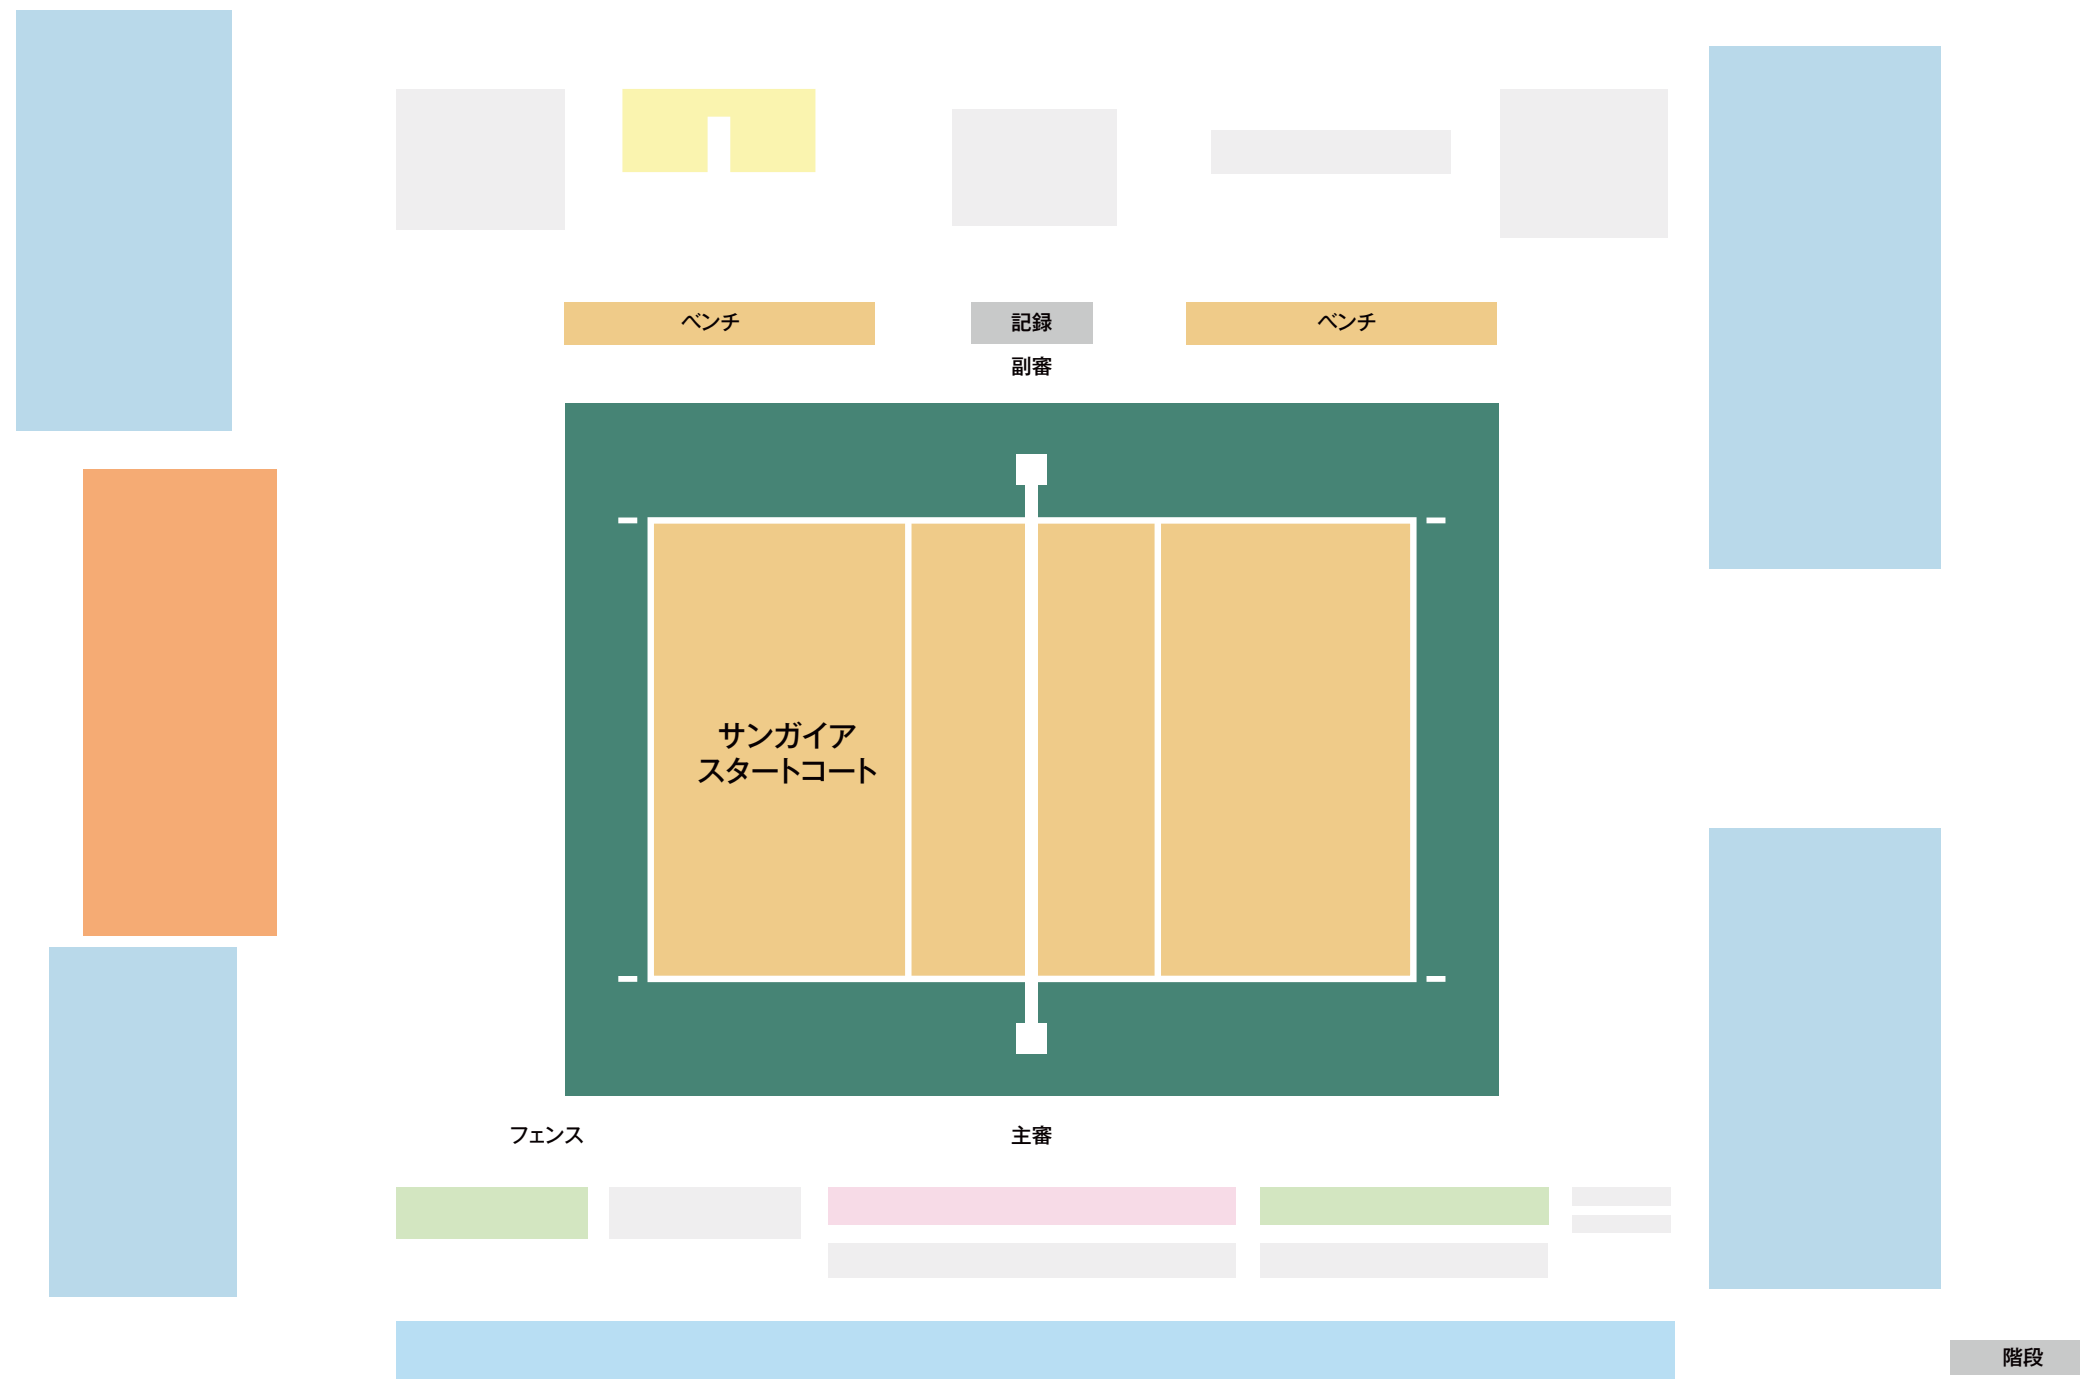 ベンチ
記録
ベンチ
副審
サンガイア
スタートコート
フェンス
主審
階段